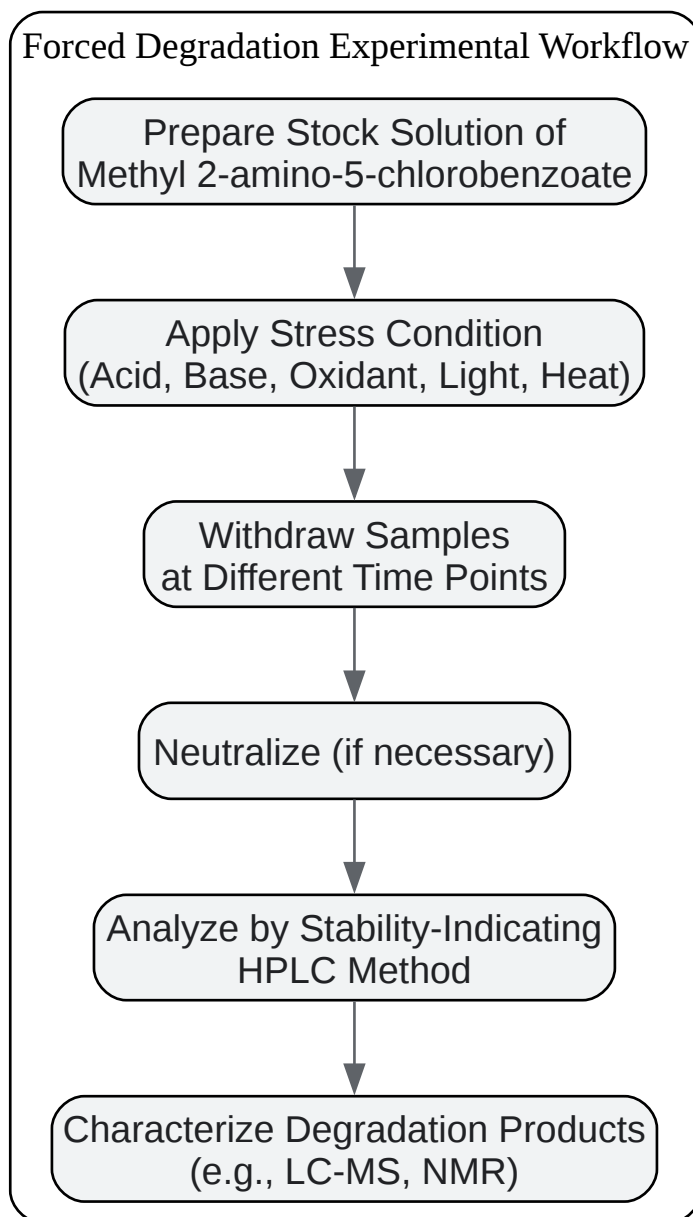 Forced Degradation Experimental Workflow
Prepare Stock Solution of
Methyl 2-amino-5-chlorobenzoate
Apply Stress Condition
(Acid, Base, Oxidant, Light, Heat)
Withdraw Samples
at Different Time Points
Neutralize (if necessary)
Analyze by Stability-Indicating
HPLC Method
Characterize Degradation Products
(e.g., LC-MS, NMR)